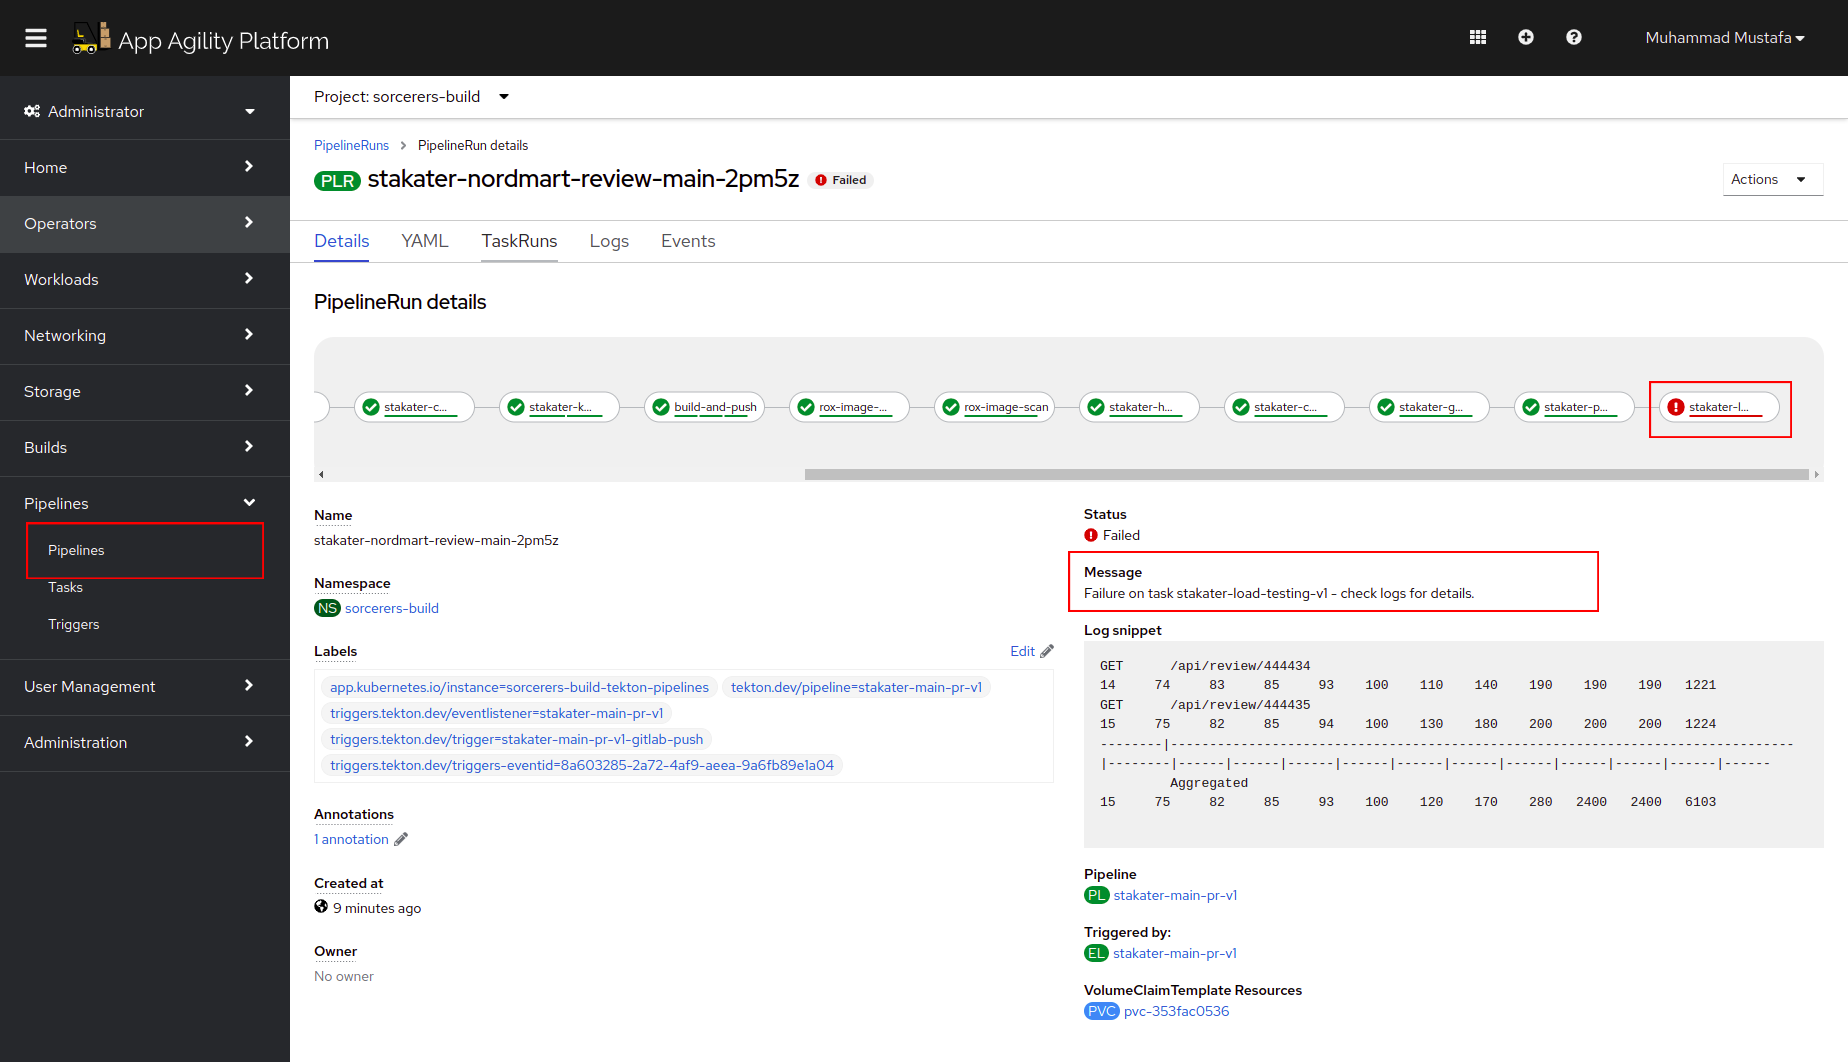 App Agility Platform
Muhammad Mustafa
Administrator
Home
Operators
Workloads
Networking
Storage
Builds
Pipelines
Pipelines
Tasks
Triggers
User Management
Administration
Project: sorcerers-build
PipelineRuns > PipelineRun details
PLR stakater-nordmart-review-main-2pm5z Failed
Actions
Details YAML TaskRuns Logs Events
PipelineRun details
stakater-c... stakater-k... build-and-push rox-image-... rox-image-scan stakater-h... stakater-c... stakater-g... stakater-p... stakater-l...
Name
stakater-nordmart-review-main-2pm5z
Namespace
NS sorcerers-build
Labels Edit
app.kubernetes.io/instance=sorcerers-build-tekton-pipelines tekton.dev/pipeline=stakater-main-pr-v1
triggers.tekton.dev/eventlistener=stakater-main-pr-v1
triggers.tekton.dev/trigger=stakater-main-pr-v1-gitlab-push
triggers.tekton.dev/triggers-eventid=8a603285-2a72-4af9-aeea-9a6fb89e1a04
Annotations
1 annotation
Created at
9 minutes ago
Owner
No owner
Status
Failed
Message
Failure on task stakater-load-testing-v1 - check logs for details.
Log snippet
GET /api/review/444434
14 74 83 85 93 100 110 140 190 190 190 1221
GET /api/review/444435
15 75 82 85 94 100 130 180 200 200 200 1224
--------|--------------------------------------------------------------------------------
|--------|------|------|------|------|------|------|------|------|------|------|------
Aggregated
15 75 82 85 93 100 120 170 280 2400 2400 6103
Pipeline
PL stakater-main-pr-v1
Triggered by:
EL stakater-main-pr-v1
VolumeClaimTemplate Resources
PVC pvc-353fac0536